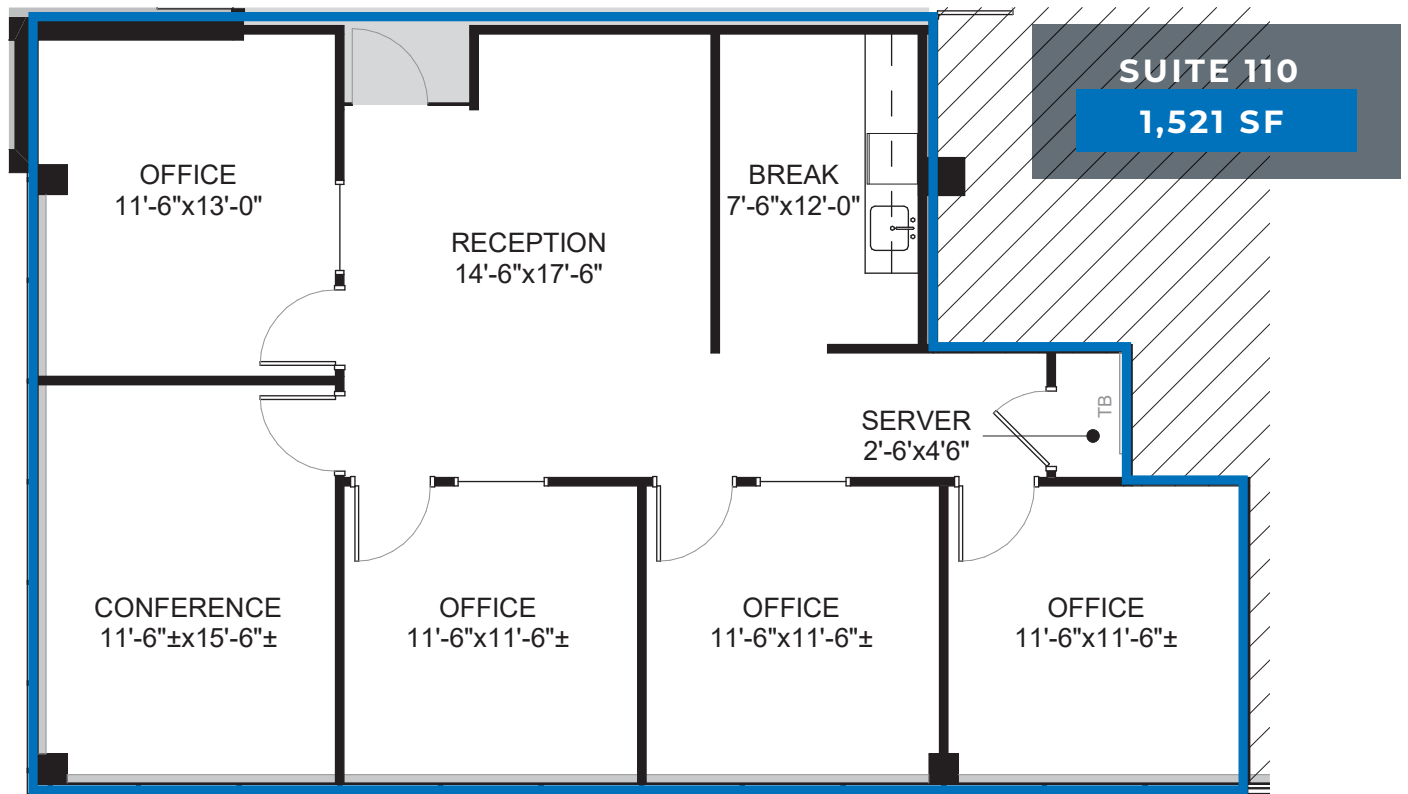 SUITE 110
1,521 SF
OFFICE
11'-6"x13'-0"
BREAK
7'-6"x12'-0"
RECEPTION
14'-6"x17'-6"
TB
SERVER
2'-6'x4'6"
CONFERENCE
11'-6"±x15'-6"±
OFFICE
11'-6"x11'-6"±
OFFICE
11'-6"x11'-6"±
OFFICE
11'-6"x11'-6"±